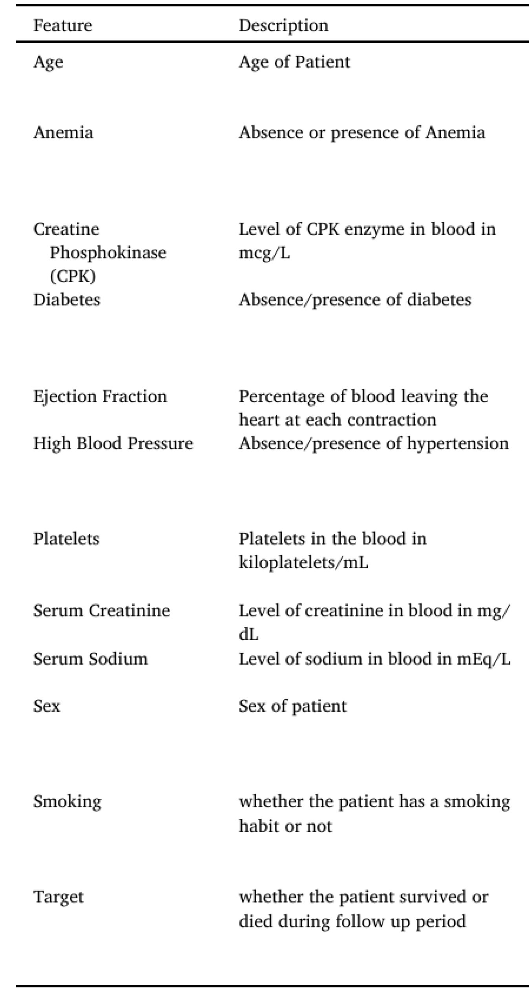 Feature Description
Age Age of Patient
Anemia Absence or presence of Anemia
Creatine Level of CPK enzyme in blood in
Phosphokinase mcg/L
(CPK)
Diabetes Absence/presence of diabetes
Ejection Fraction Percentage of blood leaving the
heart at each contraction
High Blood Pressure Absence/presence of hypertension
Platelets Platelets in the blood in
kiloplatelets/mL
Serum Creatinine Level of creatinine in blood in mg/
dL
Serum Sodium Level of sodium in blood in mEq/L
Sex Sex of patient
Smoking whether the patient has a smoking
habit or not
Target whether the patient survived or
died during follow up period